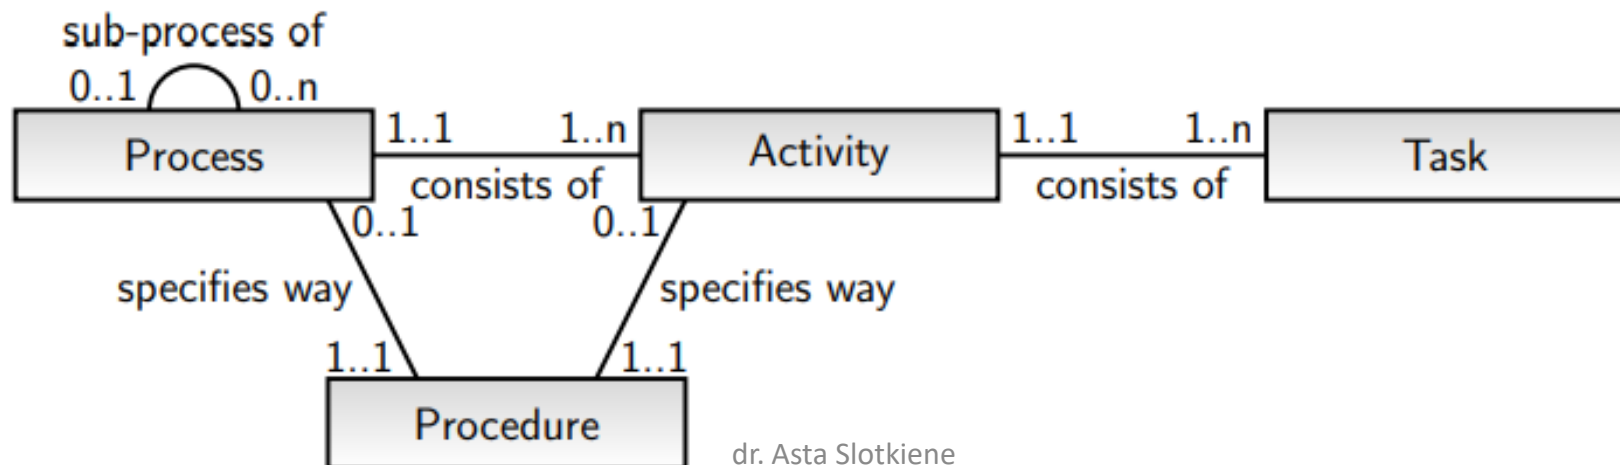 sub-process of
0..1 0..n
Process 1..1 1..n Activity 1..1 1..n Task
consists of consists of
0..1 0..1
specifies way specifies way
1..1 1..1
Procedure
dr. Asta Slotkiene